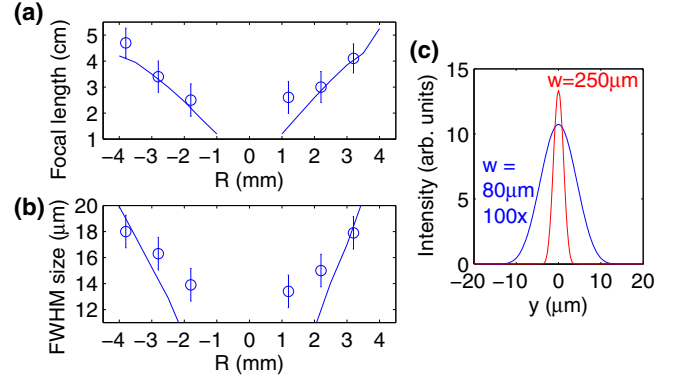 (a)
Focal length (cm)
5
4
3
2
1
−4 −3 −2 −1 0 1 2 3 4
R (mm)
(b)
FWHM size (μm)
20
18
16
14
12
−4 −3 −2 −1 0 1 2 3 4
R (mm)
(c)
Intensity (arb. units)
15
10
5
0
w=250μm
w =
80μm
100x
−20 −10 0 10 20
y (μm)